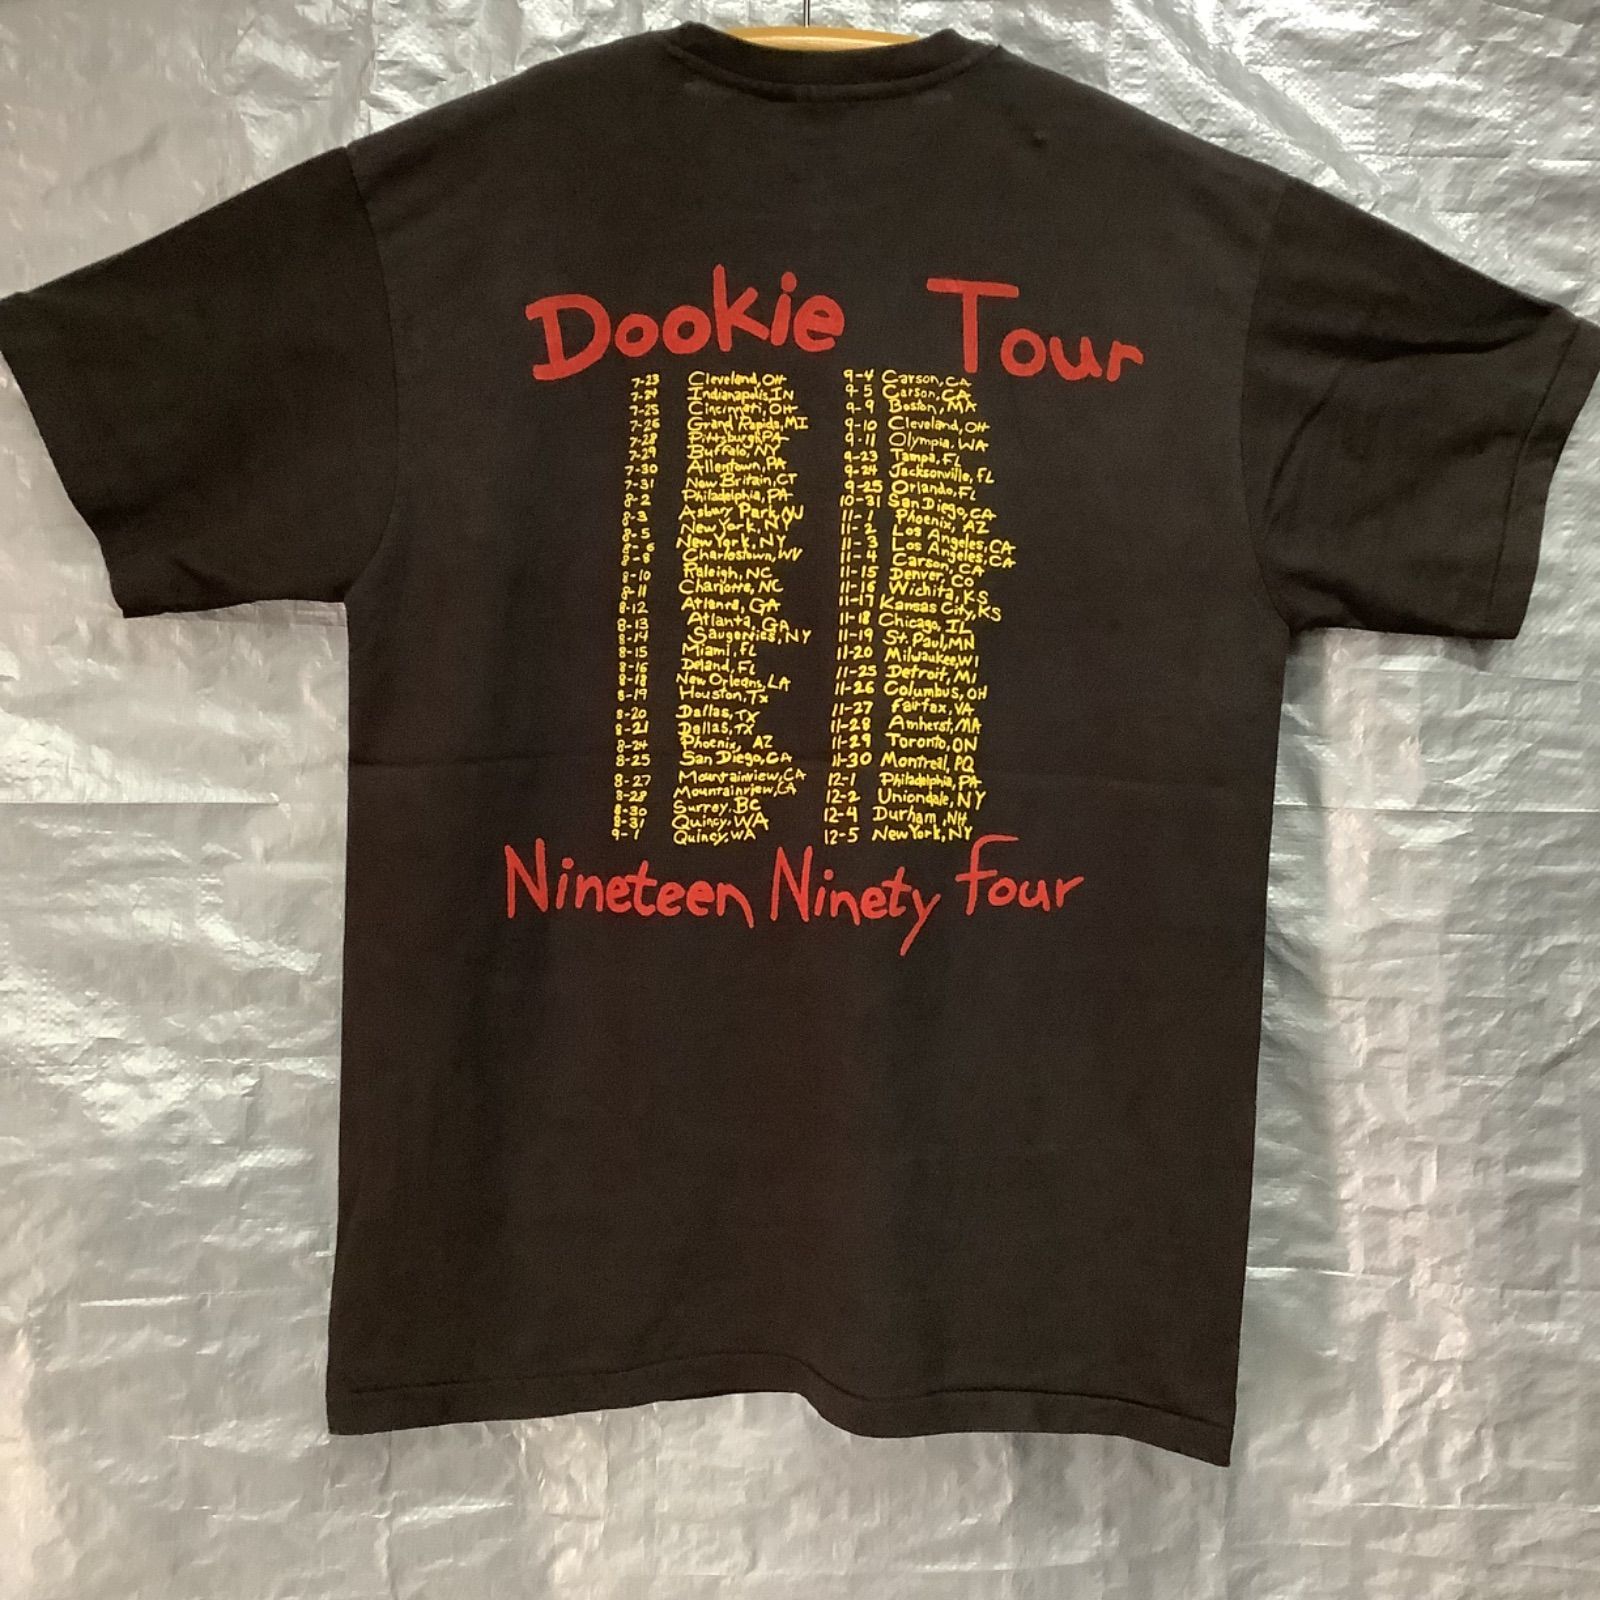 Dookie Tour
7-23 Cleveland, OH
7-24 Indianapolis, IN
7-25 Cincinnati, OH
7-26 Grand Rapids, MI
7-28 Pittsburgh, PA
7-29 Buffalo, NY
7-30 Allentown, PA
7-31 New Britain, CT
8-2 Philadelphia, PA
8-3 Asbury Park,
8-5 New York, NY
8-6 New York, NY
8-8 Charlestown, WV
8-10 Raleigh, NC
8-11 Charlotte, NC
8-12 Atlanta, GA
8-13 Atlanta, GA
8-14 Saugerties, NY
8-15 Miami, FL
8-16 Deland, FL
8-18 New Orleans, LA
8-19 Houston, Tx
8-20 Dallas, TX
8-21 Dallas, TX
8-24 Phoenix, AZ
8-25 San Diego, CA
8-27 Mountainview, CA
8-28 Mountainview, CA
8-30 Surrey, BC
8-31 Quincy, WA
9-1 Quincy, WA
9-4 Carson, CA
9-5 Carson, CA
9-9 Boston, MA
9-10 Cleveland, OH
9-11 Olympia, WA
9-23 Tampa, FL
9-24 Jacksonville, FL
9-25 Orlando, FL
10-31 San Diego, CA
11-1 Phoenix, AZ
11-2 Los Angeles, CA
11-3 Los Angeles, CA
11-4 Carson, CA
11-15 Denver, Co
11-16 Wichita, KS
11-17 Kansas City, KS
11-18 Chicago, IL
11-19 St. Paul, MN
11-20 Milwaukee, WI
11-25 Detroit, MI
11-26 Columbus, OH
11-27 Fairfax, VA
11-28 Amherst, MA
11-29 Toronto, ON
11-30 Montreal, PQ
12-1 Philadelphia, PA
12-2 Uniondale, NY
12-4 Durham, NH
12-5 New York, NY
Nineteen Ninety Four